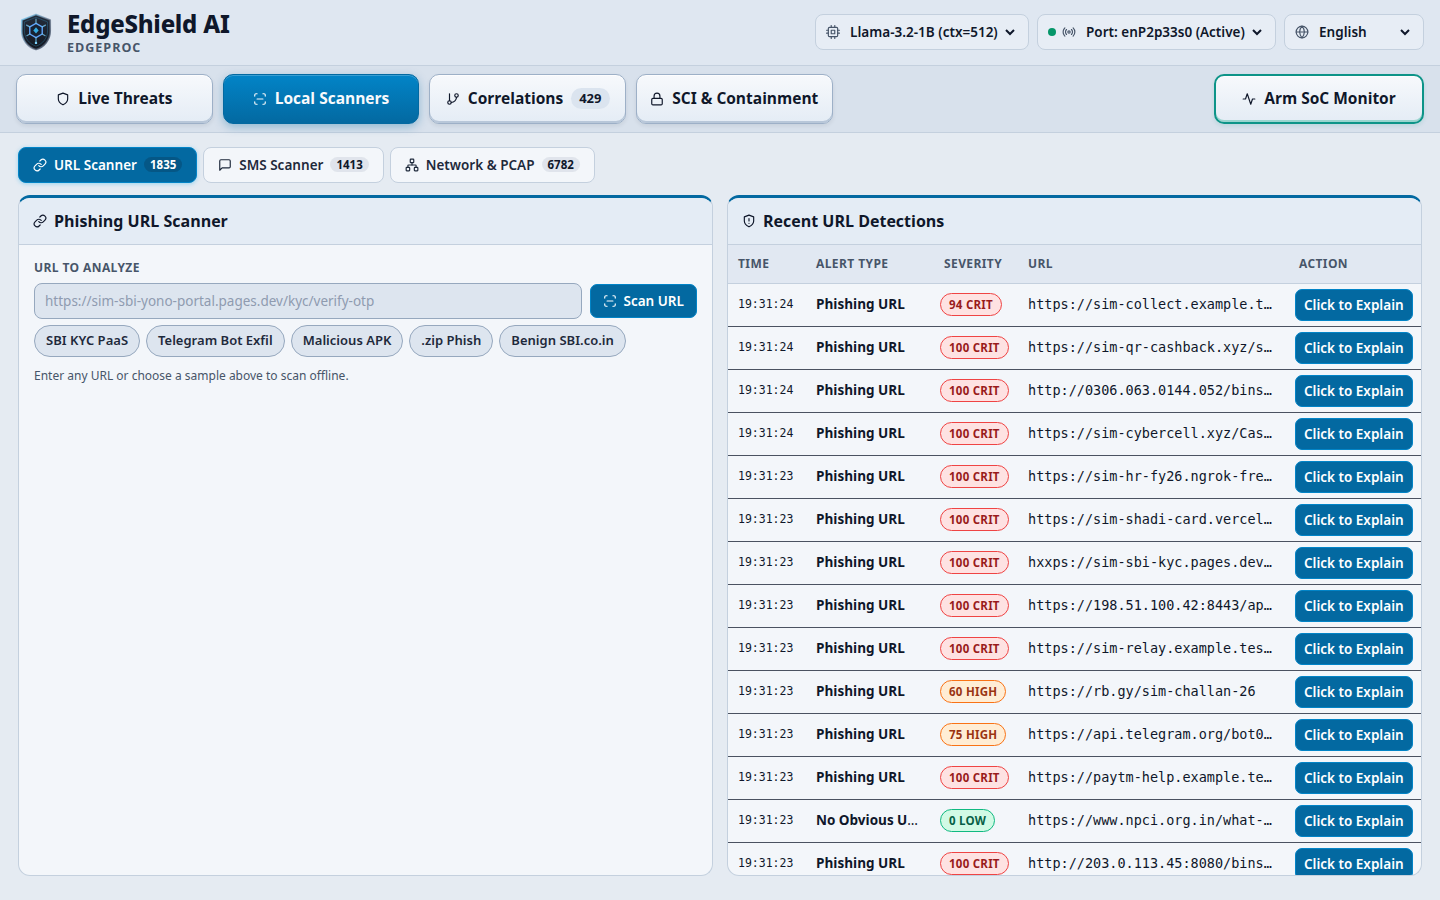 EdgeShield AI
EDGEPROC
Llama-3.2-1B (ctx=512)
Port: enP2p33s0 (Active)
English
Live Threats
Local Scanners
Correlations 429
SCI & Containment
Arm SoC Monitor
URL Scanner 1835
SMS Scanner 1413
Network & PCAP 6782
Phishing URL Scanner
URL TO ANALYZE
https://sim-sbi-yono-portal.pages.dev/kyc/verify-otp
Scan URL
SBI KYC PaaS
Telegram Bot Exfil
Malicious APK
.zip Phish
Benign SBI.co.in
Enter any URL or choose a sample above to scan offline.
Recent URL Detections
TIME ALERT TYPE SEVERITY URL ACTION
19:31:24 Phishing URL 94 CRIT https://sim-collect.example.t… Click to Explain
19:31:24 Phishing URL 100 CRIT https://sim-qr-cashback.xyz/s… Click to Explain
19:31:24 Phishing URL 100 CRIT http://0306.063.0144.052/bins… Click to Explain
19:31:24 Phishing URL 100 CRIT https://sim-cybercell.xyz/Cas… Click to Explain
19:31:23 Phishing URL 100 CRIT https://sim-hr-fy26.ngrok-fre… Click to Explain
19:31:23 Phishing URL 100 CRIT https://sim-shadi-card.vercel… Click to Explain
19:31:23 Phishing URL 100 CRIT hxxps://sim-sbi-kyc.pages.dev… Click to Explain
19:31:23 Phishing URL 100 CRIT https://198.51.100.42:8443/ap… Click to Explain
19:31:23 Phishing URL 100 CRIT https://sim-relay.example.tes… Click to Explain
19:31:23 Phishing URL 60 HIGH https://rb.gy/sim-challan-26 Click to Explain
19:31:23 Phishing URL 75 HIGH https://api.telegram.org/bot0… Click to Explain
19:31:23 Phishing URL 100 CRIT https://paytm-help.example.te… Click to Explain
19:31:23 No Obvious U… 0 LOW https://www.npci.org.in/what-… Click to Explain
19:31:23 Phishing URL 100 CRIT http://203.0.113.45:8080/bins… Click to Explain